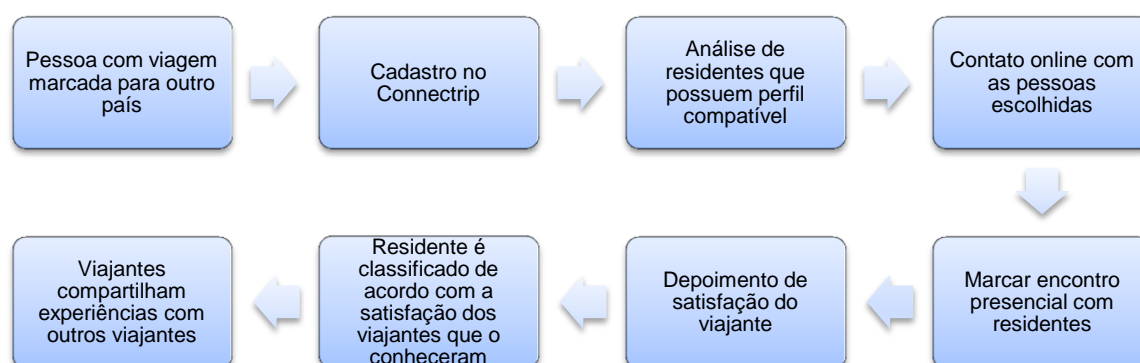 Pessoa com viagem
marcada para outro
país
Cadastro no
Connectrip
Análise de
residentes que
possuem perfil
compatível
Contato online com
as pessoas
escolhidas
Marcar encontro
presencial com
residentes
Depoimento de
satisfação do
viajante
Residente é
classificado de
acordo com a
satisfação dos
viajantes que o
conheceram
Viajantes
compartilham
experiências com
outros viajantes